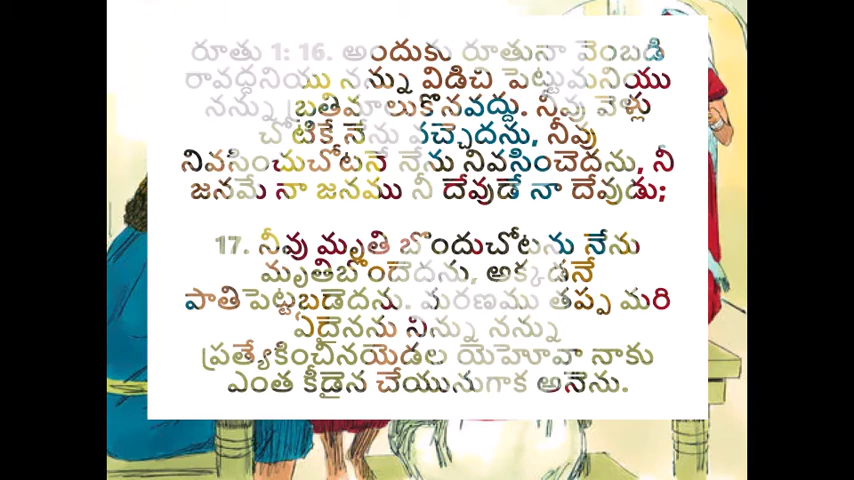 రూతు 1: 16. అందుకు రూతునా వెంబడి
రావద్దనియు నన్ను విడిచి పెట్టుమనియు
నన్ను బ్రతిమాలుకొనవద్దు. నీవు వెళ్లు
చోటికే నేను వచ్చెదను, నీవు
నివసించుచోటనే నేను నివసించెదను, నీ
జనమే నా జనము నీ దేవుడే నా దేవుడు;
17. నీవు మృతి బొందుచోటను నేను
మృతిబొందెదను, అక్కడనే
పాతిపెట్టబడెదను. మరణము తప్ప మరి
ఏదైనను నిన్ను నన్ను
ప్రత్యేకించినయెడల యెహోవా నాకు
ఎంత కీడైన చేయునుగాక అనెను.